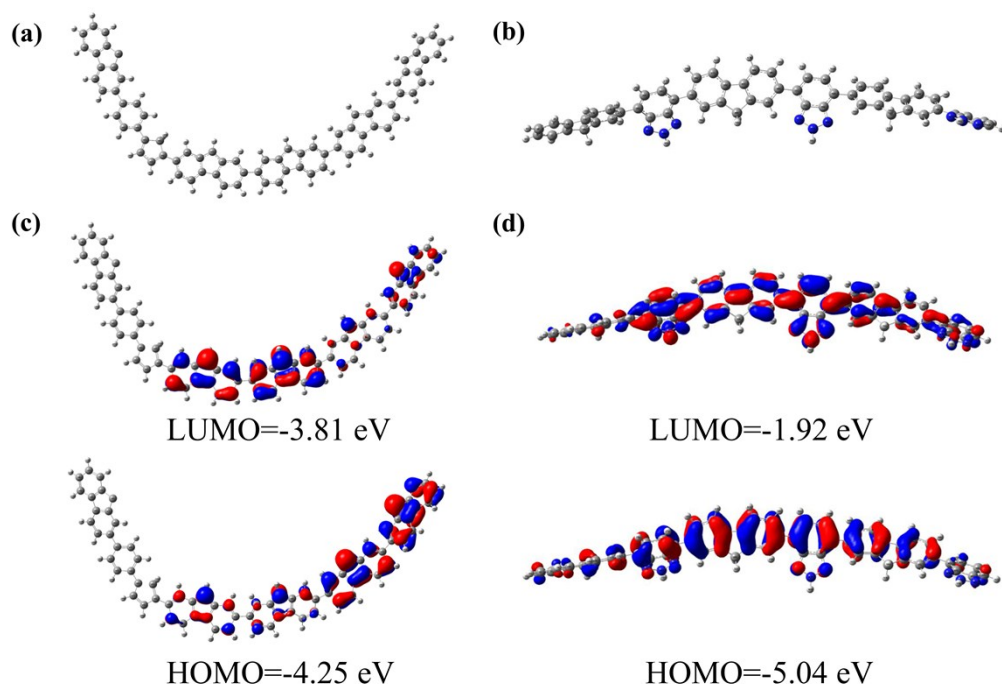 (a)
(b)
(c)
(d)
LUMO=-3.81 eV
LUMO=-1.92 eV
HOMO=-4.25 eV
HOMO=-5.04 eV